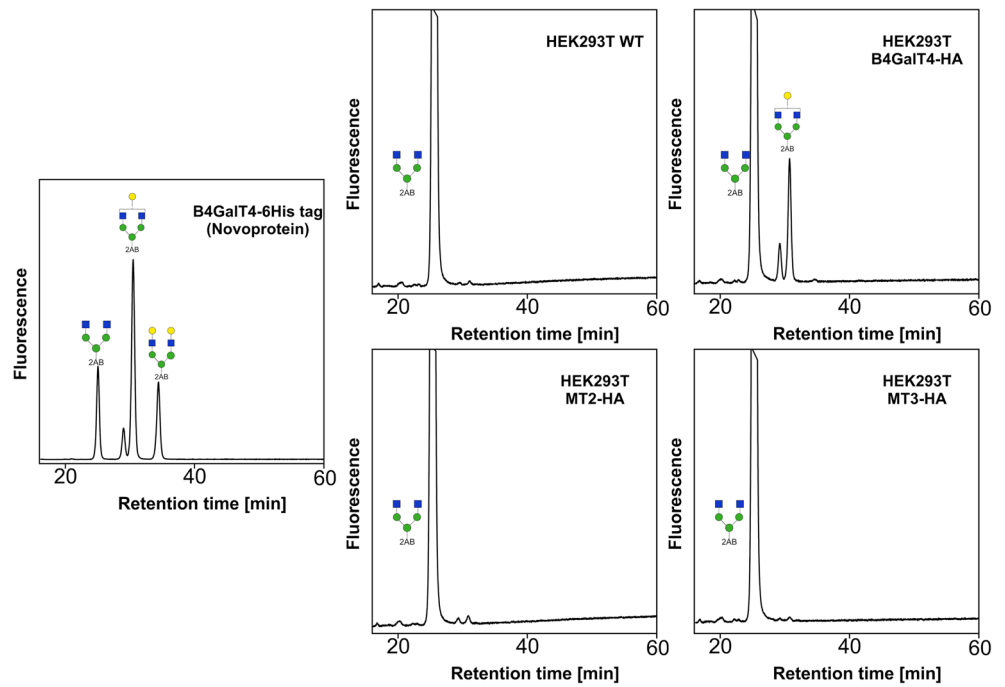 B4GalT4-6His tag
(Novoprotein)
2AB
2AB
2AB
Fluorescence
20
40
60
Retention time [min]
HEK293T WT
2AB
Fluorescence
20
40
60
Retention time [min]
HEK293T
B4GalT4-HA
2AB
2AB
Fluorescence
20
40
60
Retention time [min]
HEK293T
MT2-HA
2AB
Fluorescence
20
40
60
Retention time [min]
HEK293T
MT3-HA
2AB
Fluorescence
20
40
60
Retention time [min]